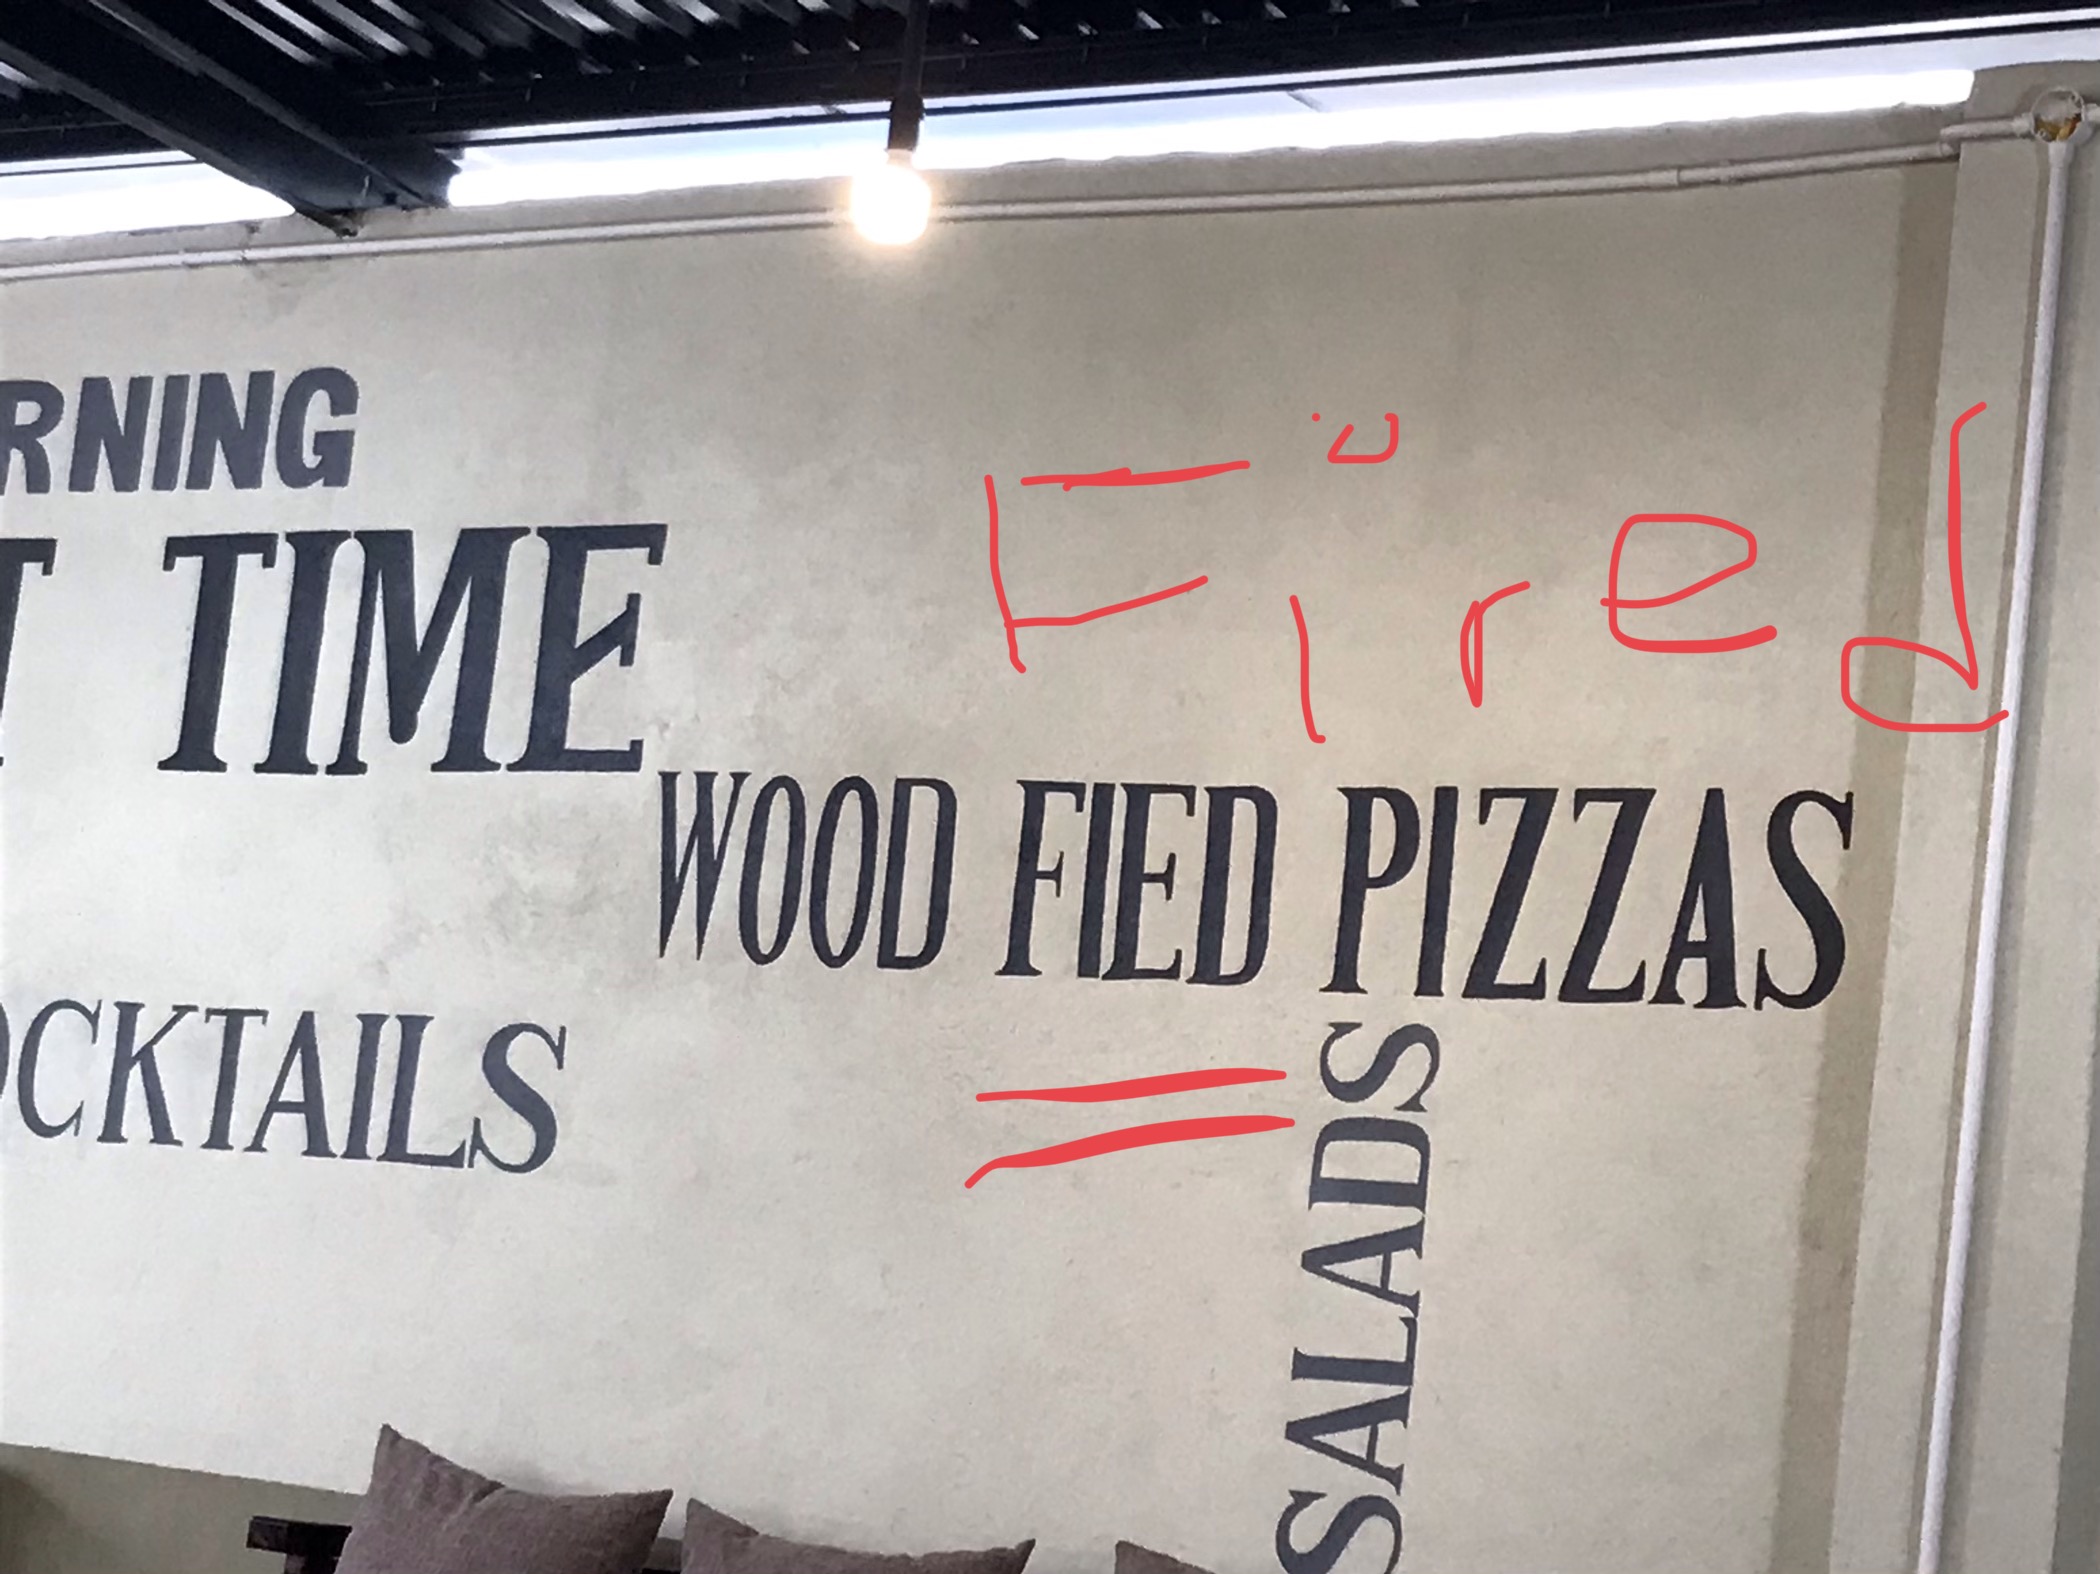 RNING
T TIME
Fired
WOOD FIED PIZZAS
OCKTAILS
SALADS